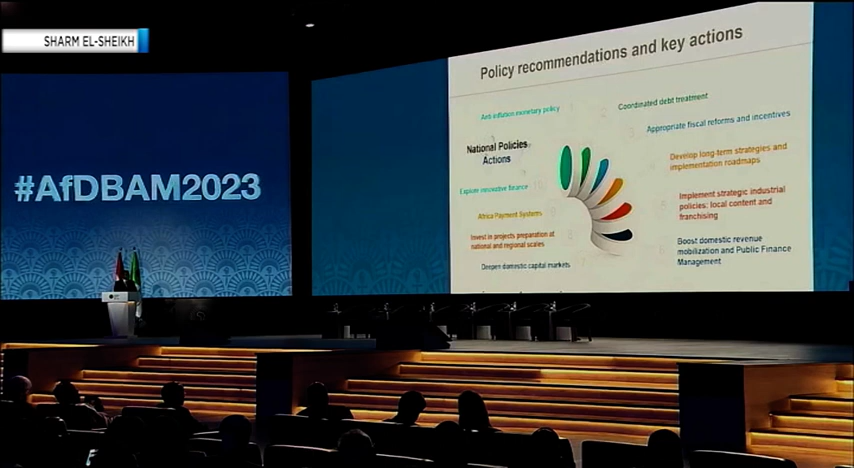 SHARM EL-SHEIKH
#AfDBAM2023
Policy recommendations and key actions
Anti inflation monetary policy
National Policies
Actions
Explore innovative finance
Africa Payment Systems
Invest in projects preparation at
national and regional scales
Deepen domestic capital markets
Coordinated debt treatment
Appropriate fiscal reforms and incentives
Develop long-term strategies and
implementation roadmaps
Implement strategic industrial
policies: local content and
franchising
Boost domestic revenue
mobilization and Public Finance
Management